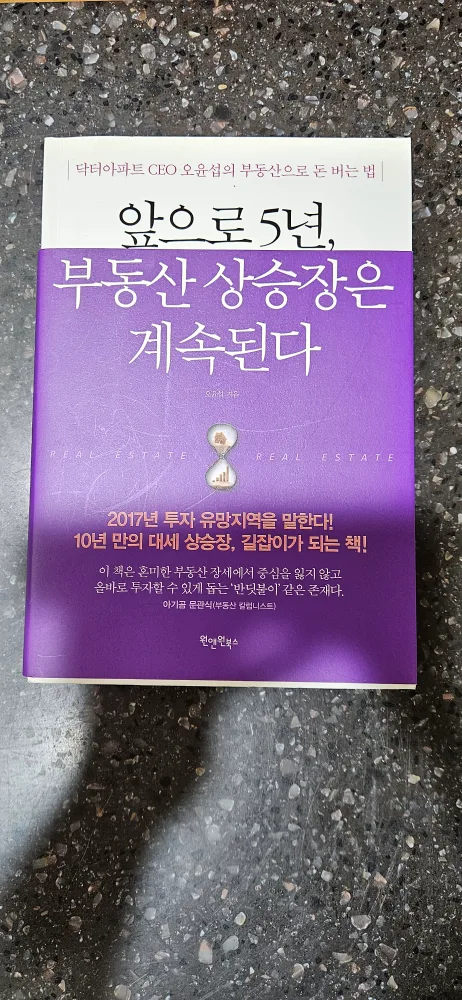 닥터아파트 CEO 오윤섭의 부동산으로 돈 버는 법
앞으로 5년,
부동산 상승장은
계속된다
오윤섭 지음
REAL ESTATE REAL ESTATE
2017년 투자 유망지역을 말한다!
10년 만의 대세 상승장, 길잡이가 되는 책!
이 책은 혼미한 부동산 장세에서 중심을 잃지 않고
올바로 투자할 수 있게 돕는 '반딧불이' 같은 존재다.
아기곰 문관식(부동산 칼럼니스트)
원앤원북스